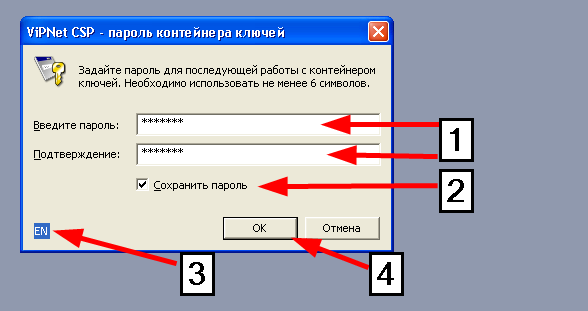 ViPNet CSP - пароль контейнера ключей
Задайте пароль для последующей работы с контейнером
ключей. Необходимо использовать не менее 6 символов.
Введите пароль: *******
1
Подтверждение: *******
Сохранить пароль
2
EN
OK
Отмена
3
4